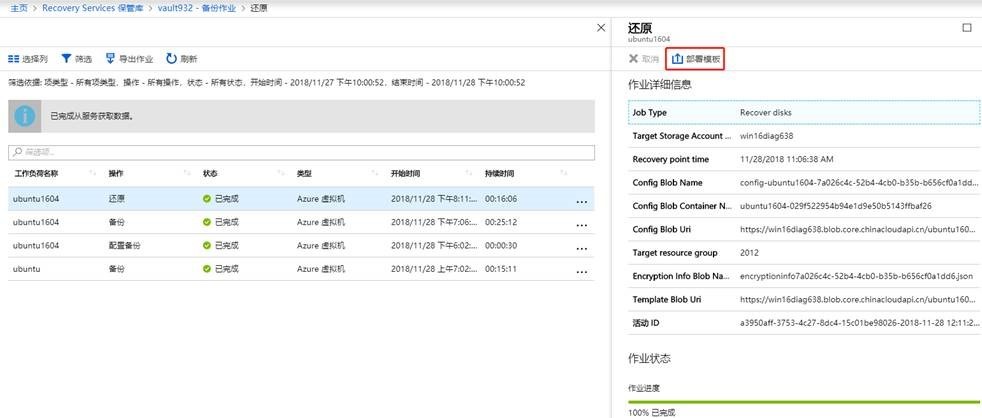 主页 > Recovery Services 保管库 > vault932 - 备份作业 > 还原
选择列 筛选 导出作业 刷新
筛选依据: 项类型 - 所有项类型，操作 - 所有操作，状态 - 所有状态，开始时间 - 2018/11/27 下午10:00:52，结束时间 - 2018/11/28 下午10:00:52
已完成从服务获取数据。
筛选项...
工作负荷名称 操作 状态 类型 开始时间 持续时间
ubuntu1604 还原 已完成 Azure 虚拟机 2018/11/28 下午8:11:... 00:16:06 ...
ubuntu1604 备份 已完成 Azure 虚拟机 2018/11/28 下午7:06:... 00:25:12 ...
ubuntu1604 配置备份 已完成 Azure 虚拟机 2018/11/28 下午6:02:... 00:00:30 ...
ubuntu 备份 已完成 Azure 虚拟机 2018/11/28 上午7:02:... 00:15:11 ...
还原
ubuntu1604
取消 部署模板
作业详细信息
Job Type Recover disks
Target Storage Account ... win16diag638
Recovery point time 11/28/2018 11:06:38 AM
Config Blob Name config-ubuntu1604-7a026c4c-52b4-4cb0-b35b-b656cf0a1dd...
Config Blob Container N... ubuntu1604-029f522954b94e1d9e50b5143ffbaf26
Config Blob Uri https://win16diag638.blob.core.chinacloudapi.cn/ubuntu160...
Target resource group 2012
Encryption Info Blob Na... encryptioninfo7a026c4c-52b4-4cb0-b35b-b656cf0a1dd6.json
Template Blob Uri https://win16diag638.blob.core.chinacloudapi.cn/ubuntu160...
活动 ID a3950aff-3753-4c27-8dc4-15c01be98026-2018-11-28 12:11:2...
作业状态
作业进度
100% 已完成